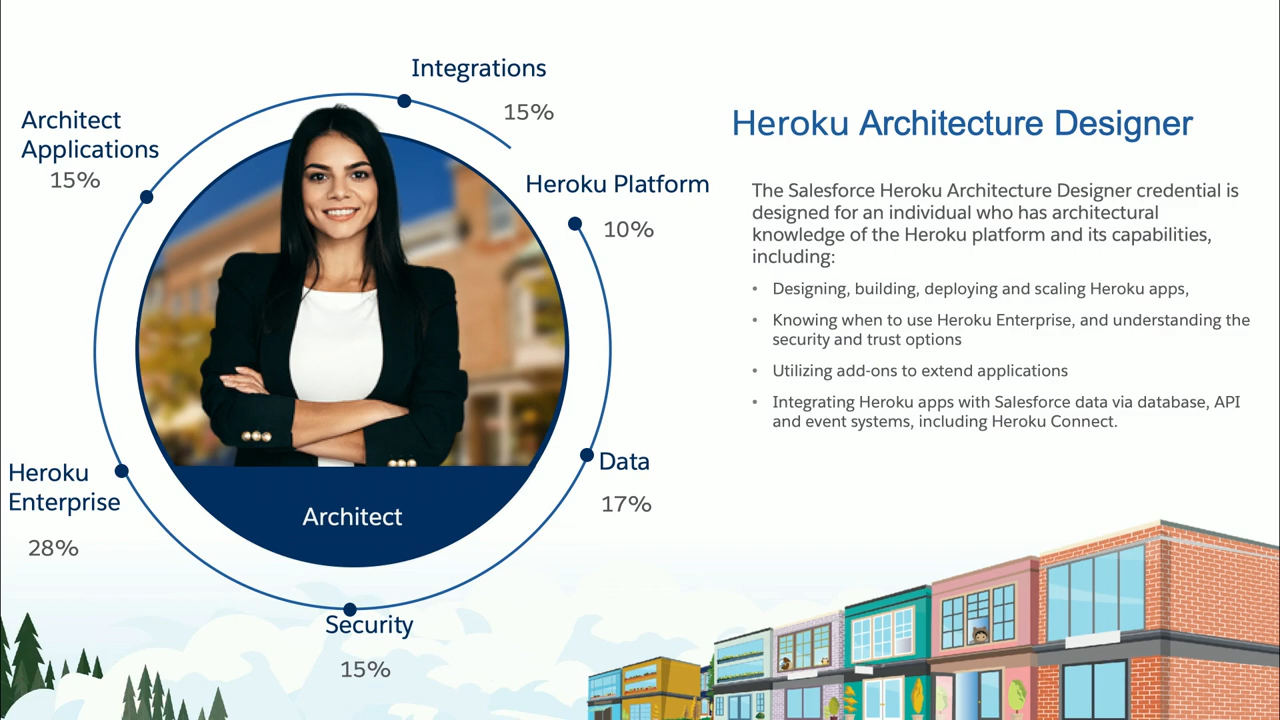 Integrations
15%
Architect
Applications
15%
Heroku Platform
10%
Data
17%
Heroku
Enterprise
28%
Security
15%
Architect
Heroku Architecture Designer
The Salesforce Heroku Architecture Designer credential is
designed for an individual who has architectural
knowledge of the Heroku platform and its capabilities,
including:
• Designing, building, deploying and scaling Heroku apps,
• Knowing when to use Heroku Enterprise, and understanding the
security and trust options
• Utilizing add-ons to extend applications
• Integrating Heroku apps with Salesforce data via database, API
and event systems, including Heroku Connect.